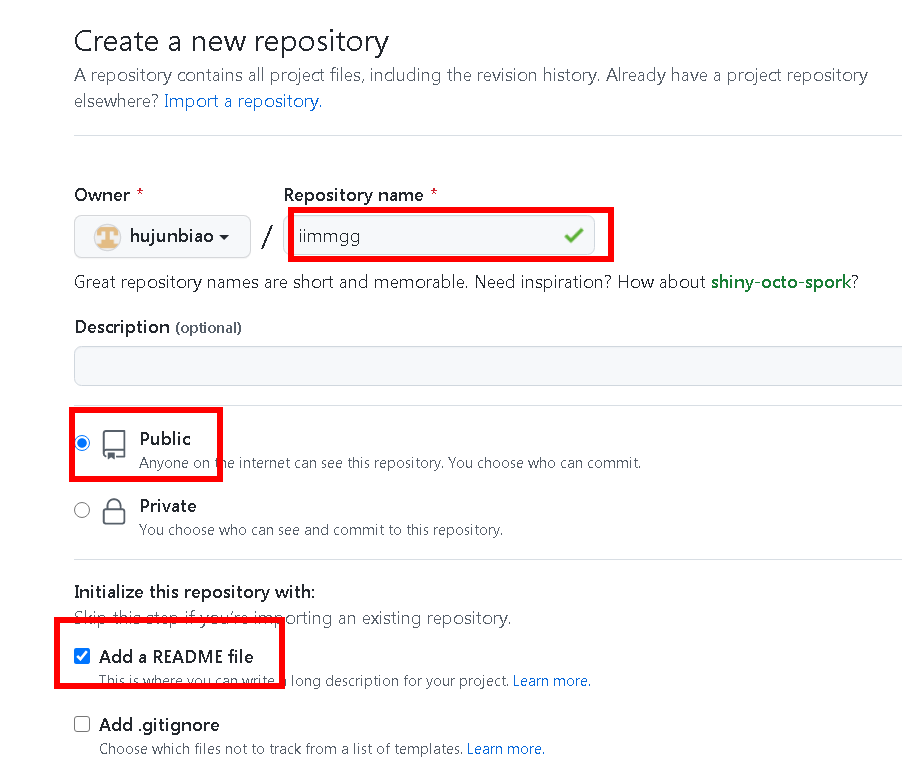 Create a new repository
A repository contains all project files, including the revision history. Already have a project repository
elsewhere? Import a repository.
Owner * Repository name *
hujunbiao / iimmgg
Great repository names are short and memorable. Need inspiration? How about shiny-octo-spork?
Description (optional)
Public
Anyone on the internet can see this repository. You choose who can commit.
Private
You choose who can see and commit to this repository.
Initialize this repository with:
Skip this step if you're importing an existing repository.
Add a README file
This is where you can write a long description for your project. Learn more.
Add .gitignore
Choose which files not to track from a list of templates. Learn more.